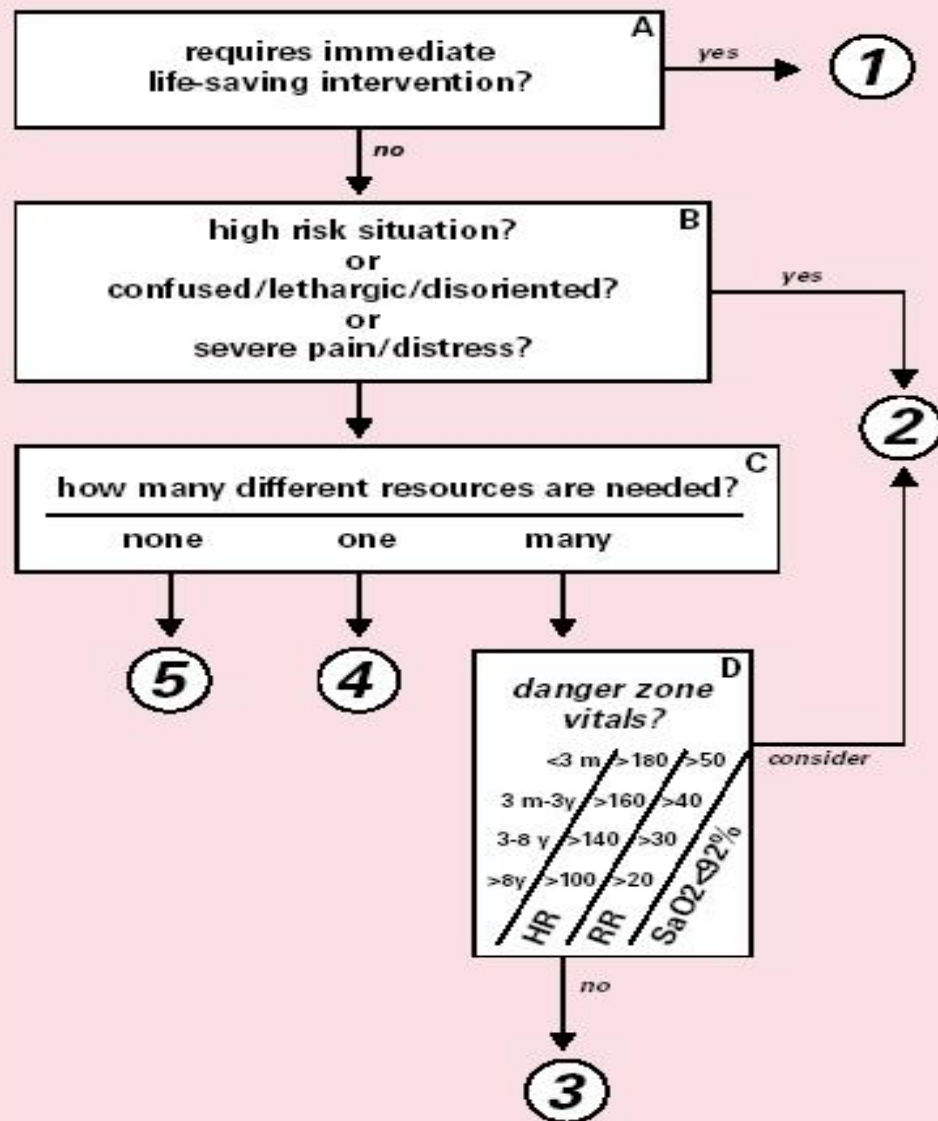 A
requires immediate
life-saving intervention?
yes
1
no
B
high risk situation?
or
confused/lethargic/disoriented?
or
severe pain/distress?
yes
2
C
how many different resources are needed?
none one many
5 4
D
danger zone
vitals?
<3 m >180 >50
3 m-3y >160 >40
3-8 y >140 >30
>8y >100 >20
HR RR SaO2<92%
consider
no
3